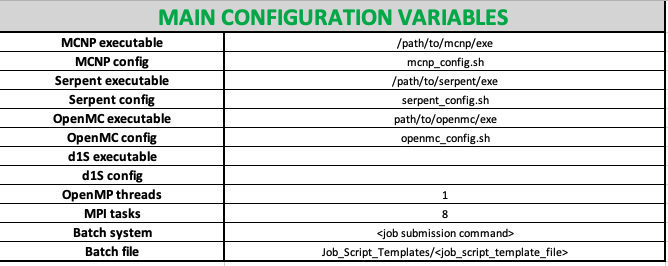 MAIN CONFIGURATION VARIABLES
MCNP executable /path/to/mcnp/exe
MCNP config mcnp_config.sh
Serpent executable /path/to/serpent/exe
Serpent config serpent_config.sh
OpenMC executable path/to/openmc/exe
OpenMC config openmc_config.sh
d1S executable
d1S config
OpenMP threads 1
MPI tasks 8
Batch system <job submission command>
Batch file Job_Script_Templates/<job_script_template_file>